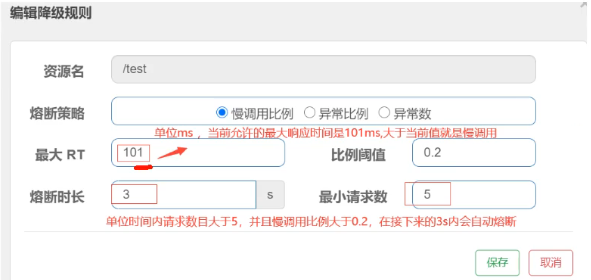 编辑降级规则
资源名 /test
熔断策略 慢调用比例 异常比例 异常数
单位ms ，当前允许的最大响应时间是101ms,大于当前值就是慢调用
最大 RT 101 比例阈值 0.2
熔断时长 3 s 最小请求数 5
单位时间内请求数目大于5，并且慢调用比例大于0.2，在接下来的3s内会自动熔断
保存 取消